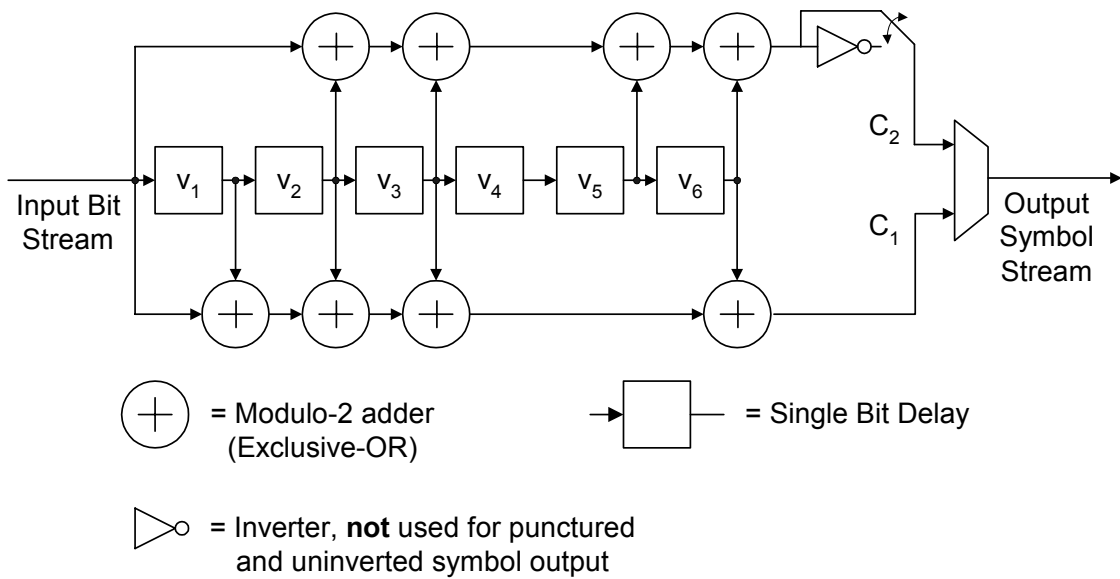 C2
v1 v2 v3 v4 v5 v6
Input Bit
Stream
C1
Output
Symbol
Stream
= Modulo-2 adder
(Exclusive-OR)
= Single Bit Delay
= Inverter, not used for punctured
and uninverted symbol output